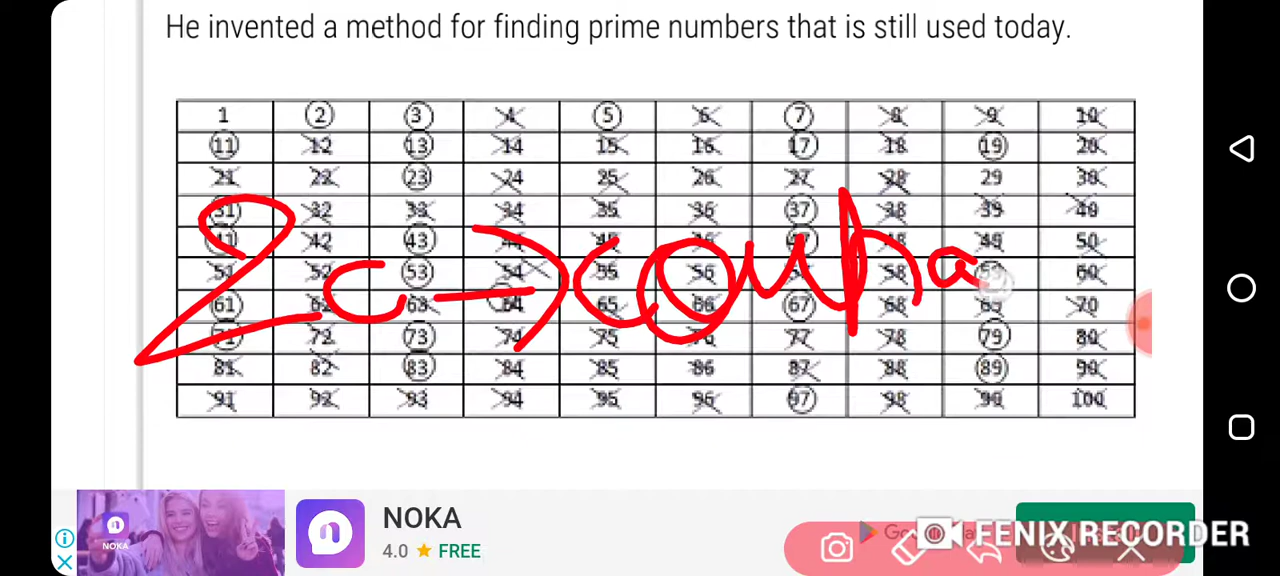 He invented a method for finding prime numbers that is still used today.
1 2 3 4 5 6 7 8 9 10
11 12 13 14 15 16 17 18 19 20
21 22 23 24 25 26 27 28 29 30
31 32 33 34 35 36 37 38 39 40
41 42 43 48 49 50
51 52 53 54 55 56 58 59 60
61 62 63 64 65 66 67 68 69 70
71 72 73 74 75 76 77 78 79 80
81 82 83 84 85 86 87 88 89 90
91 92 93 94 95 96 97 98 99 100
NOKA
NOKA
4.0 ★ FREE
FENIX RECORDER